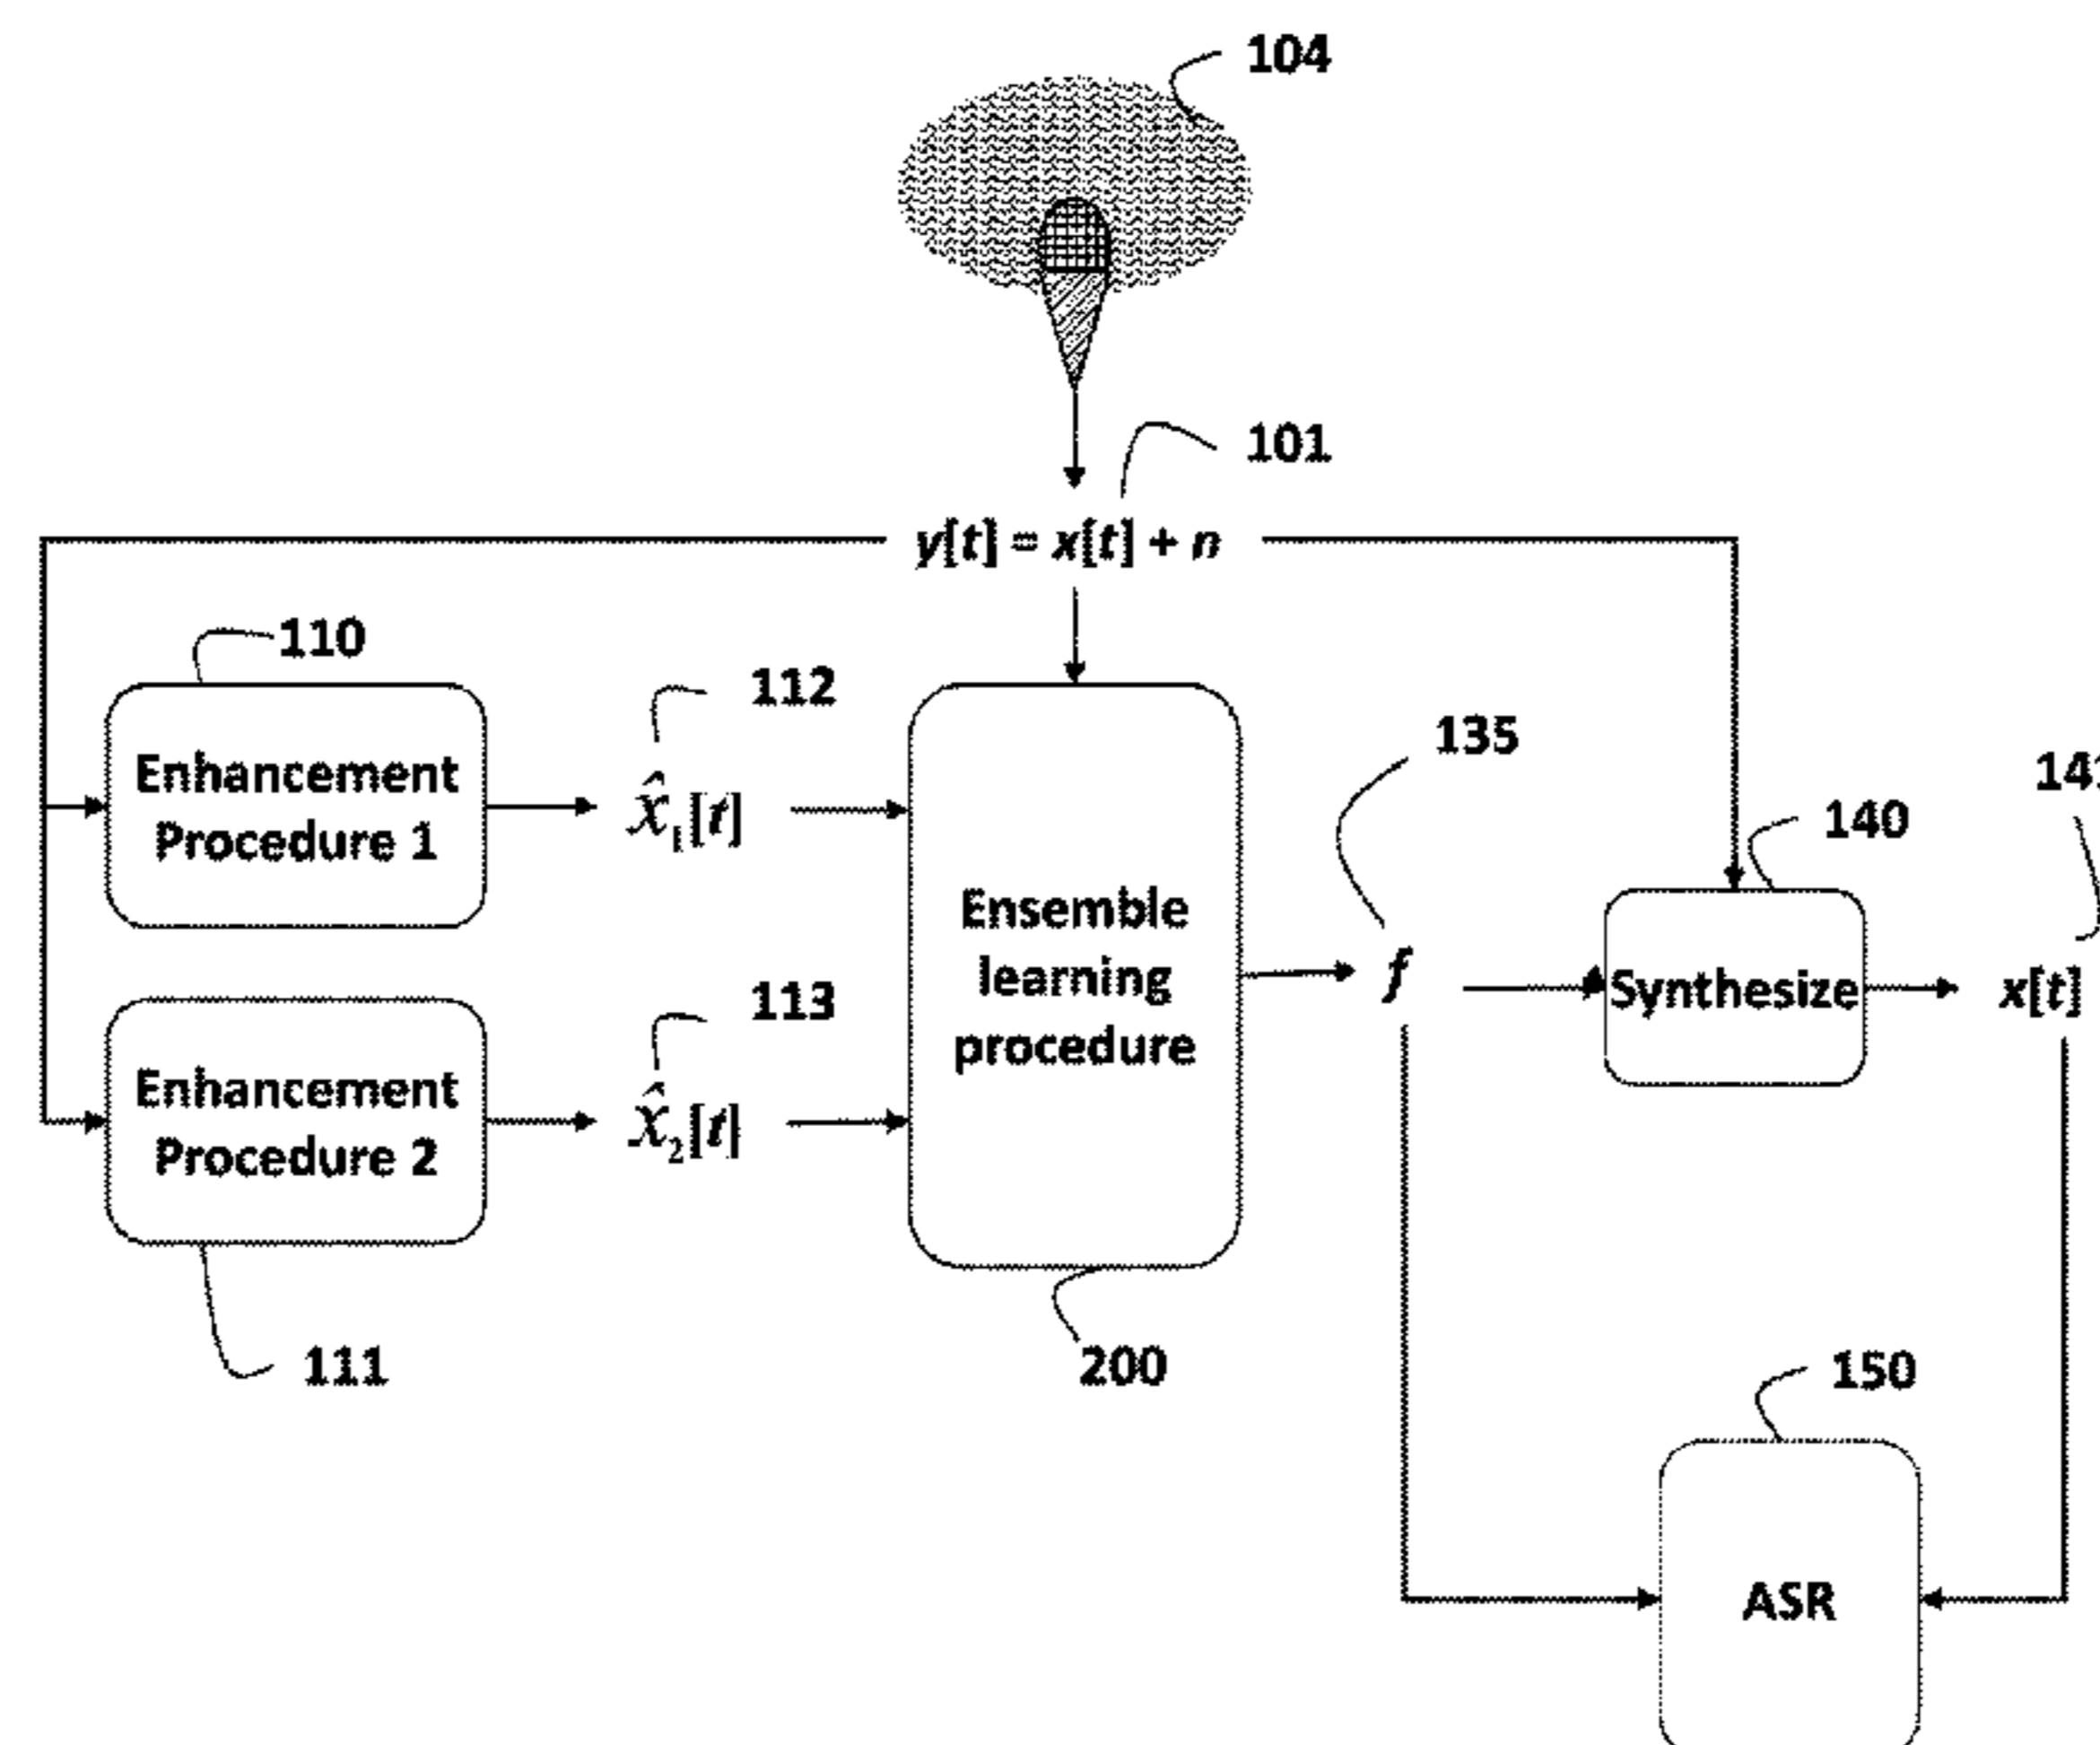 104
101
y[t] = x[t] + n
110
112
135
140
Enhancement
Procedure 1
x̂₁[t]
Ensemble
learning
procedure
f
Synthesize
x[t]
113
Enhancement
Procedure 2
x̂₂[t]
111
200
150
ASR